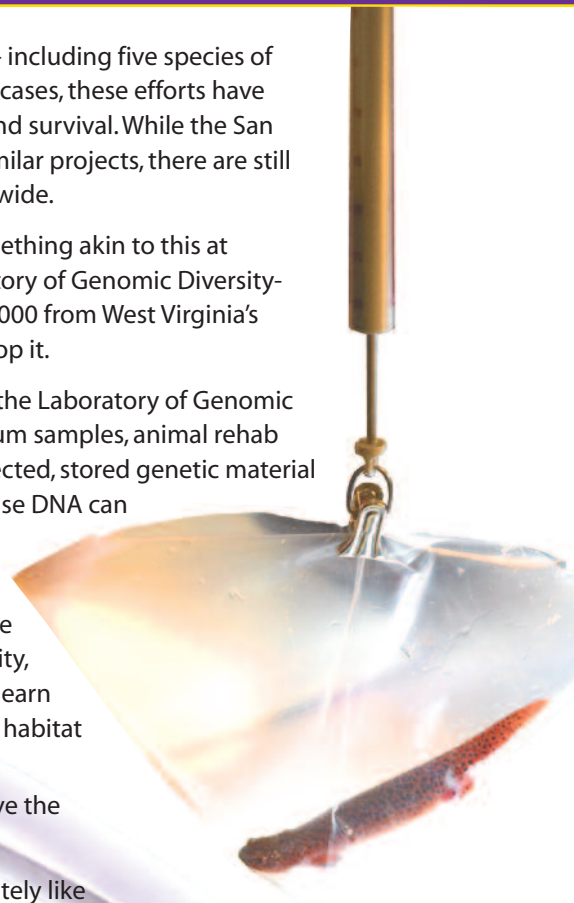 including five species of
cases, these efforts have
nd survival. While the San
milar projects, there are still
wide.
ething akin to this at
tory of Genomic Diversity-
000 from West Virginia's
op it.
the Laboratory of Genomic
um samples, animal rehab
ected, stored genetic material
se DNA can
e
ity,
earn
habitat
ve the
tely like